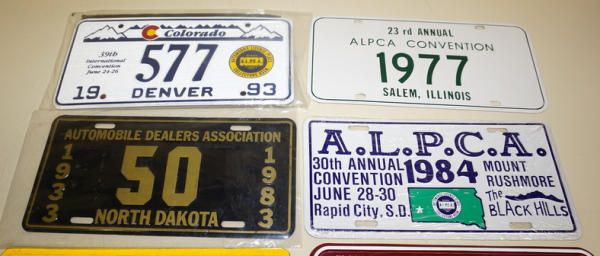 Colorado
39th
International
Convention
June 24-26
577
A.L.P.C.A.
19 DENVER 93
23 rd ANNUAL
ALPCA CONVENTION
1977
SALEM, ILLINOIS
AUTOMOBILE DEALERS ASSOCIATION
1933
50
1983
NORTH DAKOTA
A.L.P.C.A.
30th ANNUAL
CONVENTION
JUNE 28-30
Rapid City, S.D.
1984
MOUNT
RUSHMORE
The
BLACK HILLS